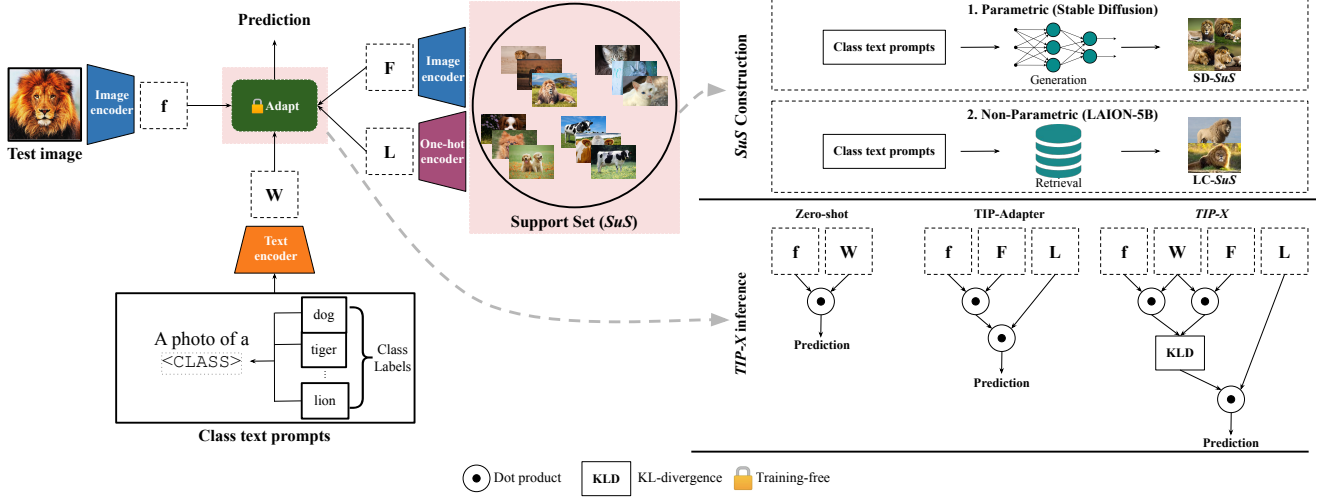 Prediction
Test image
Image
encoder
f
Adapt
F
L
Image
encoder
One-hot
encoder
Support Set (SuS)
W
Text
encoder
A photo of a
<CLASS>
dog
tiger
⋮
lion
Class
Labels
Class text prompts
SuS Construction
1. Parametric (Stable Diffusion)
Class text prompts
Generation
SD-SuS
2. Non-Parametric (LAION-5B)
Class text prompts
Retrieval
LC-SuS
TIP-X inference
Zero-shot
f W
Prediction
TIP-Adapter
f F L
Prediction
TIP-X
f W F L
KLD
Prediction
Dot product
KLD KL-divergence
Training-free